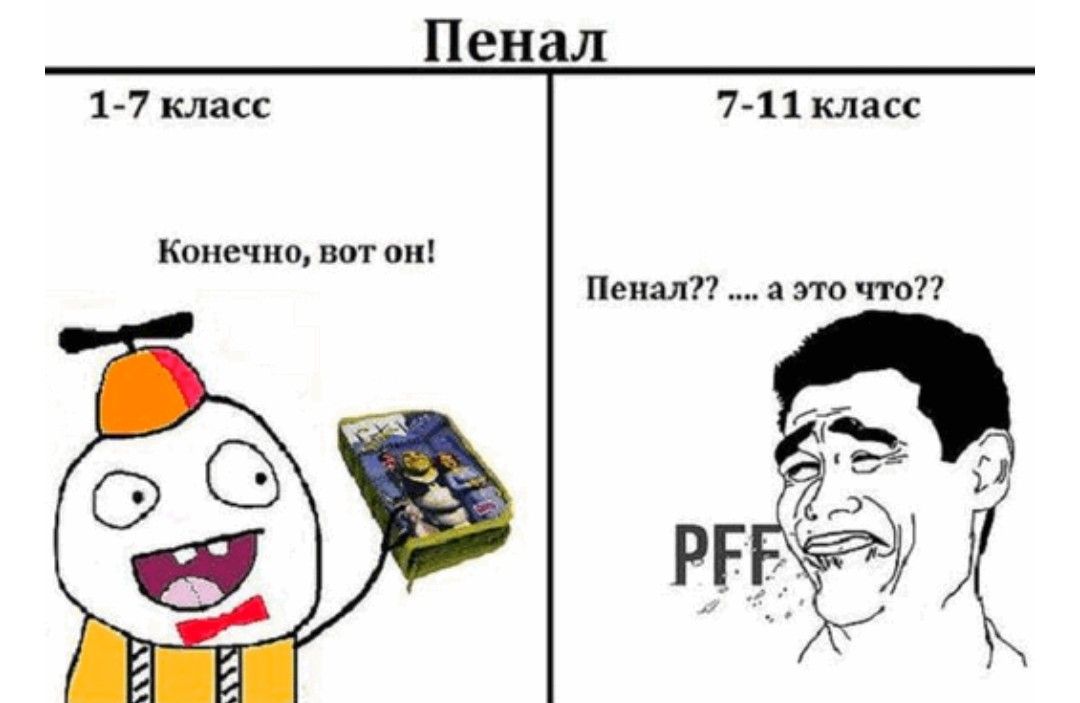 Пенал
1-7 класс
7-11 класс
Конечно, вот он!
Пенал?? .... а это что??
PFF